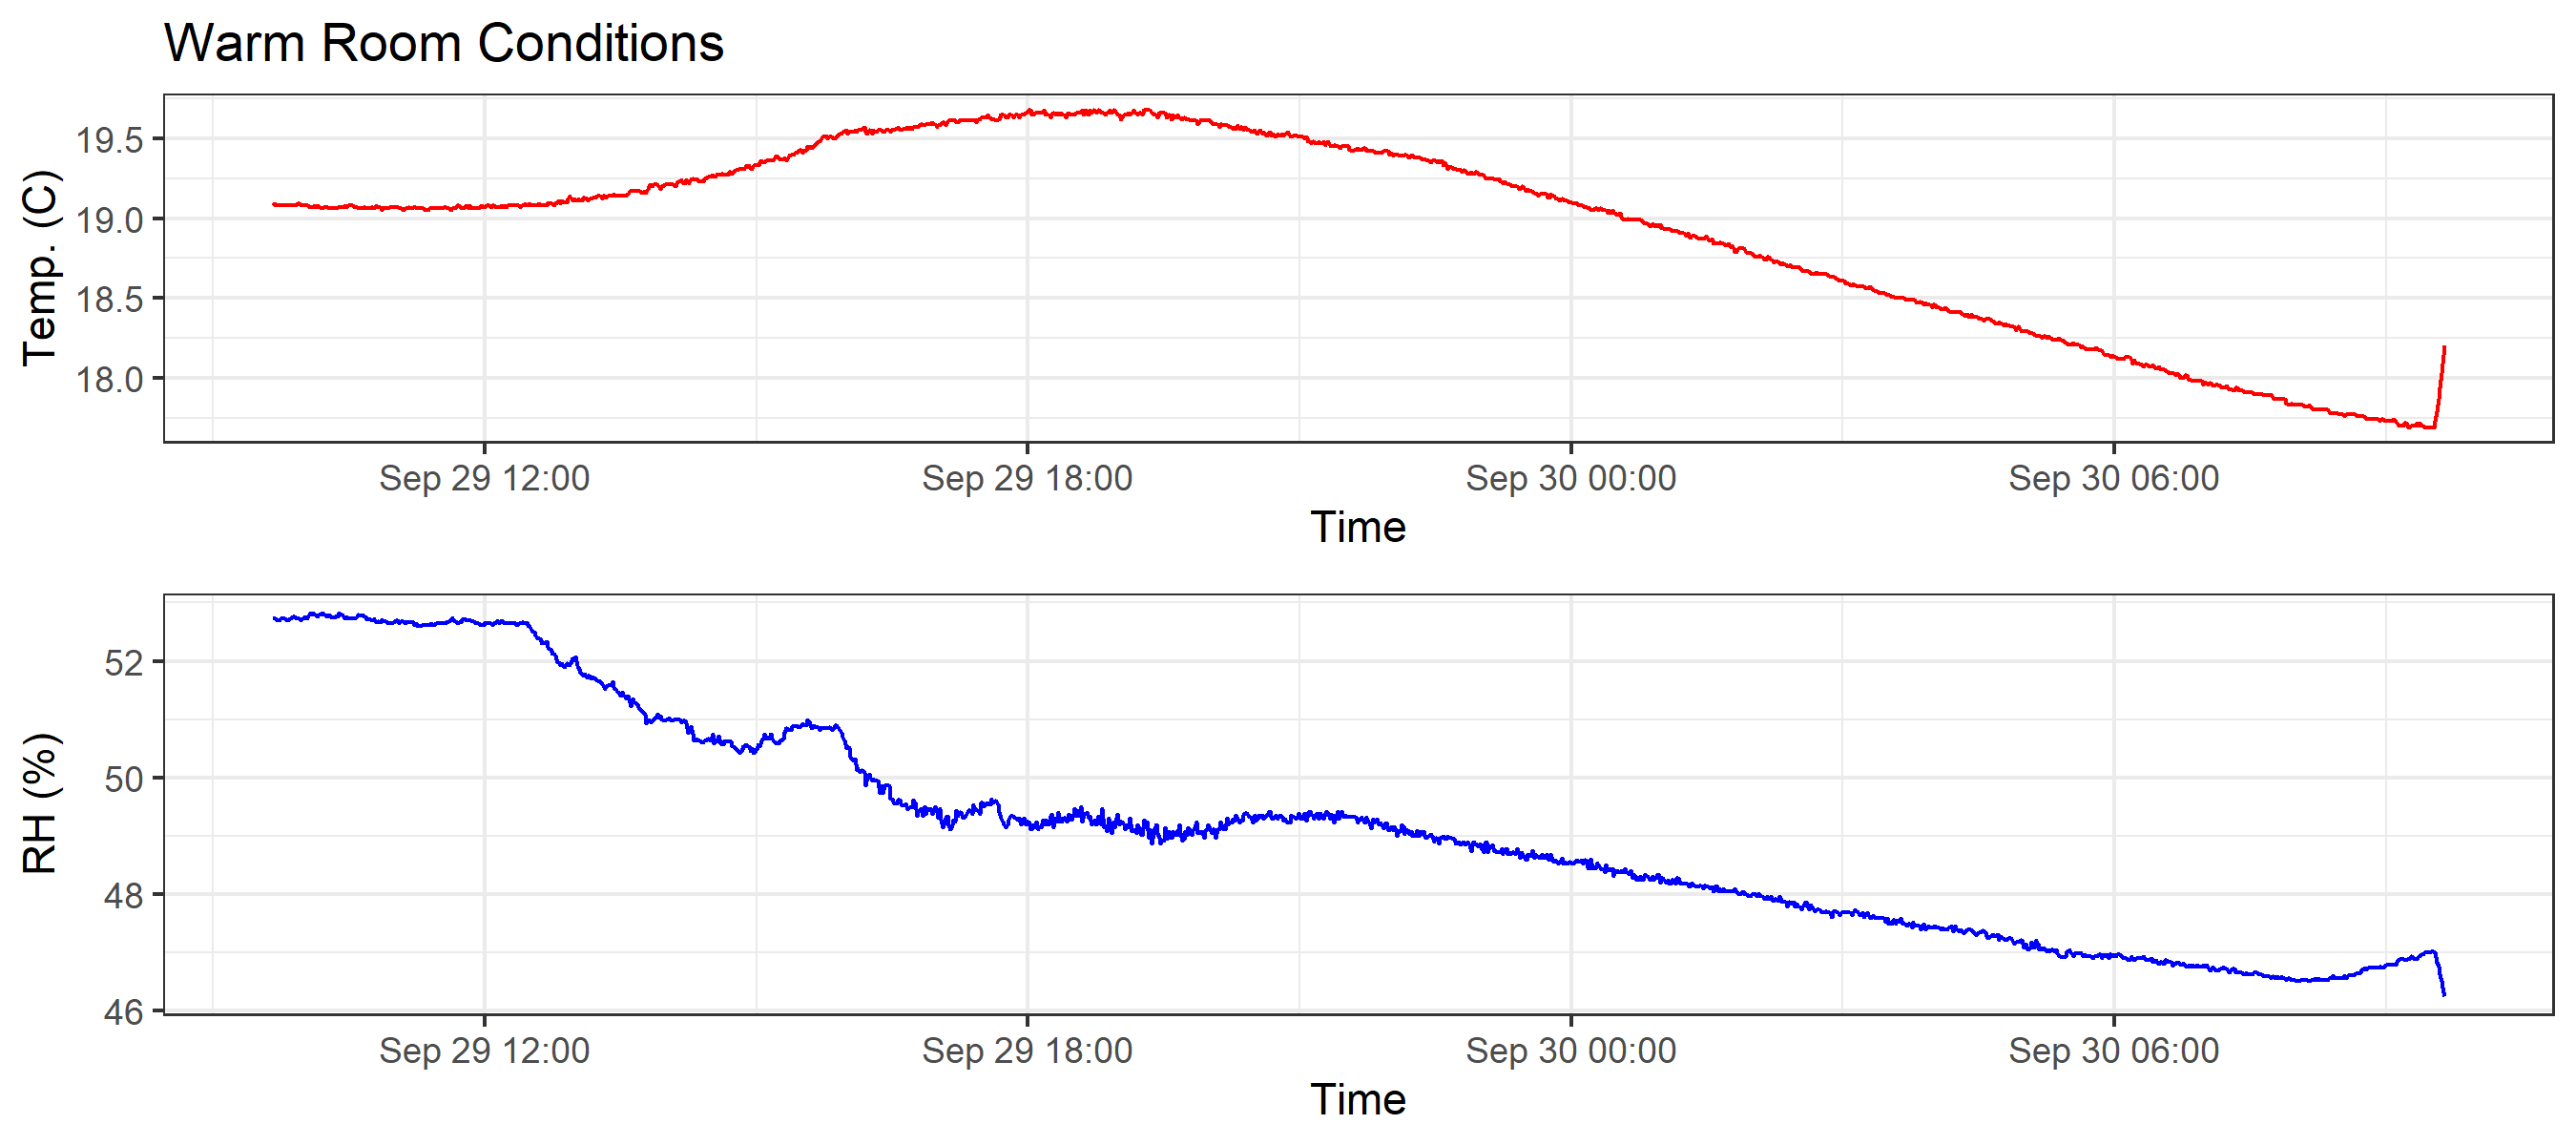 Warm Room Conditions
Temp. (C)
19.5
19.0
18.5
18.0
Sep 29 12:00 Sep 29 18:00 Sep 30 00:00 Sep 30 06:00
Time
RH (%)
52
50
48
46
Sep 29 12:00 Sep 29 18:00 Sep 30 00:00 Sep 30 06:00
Time